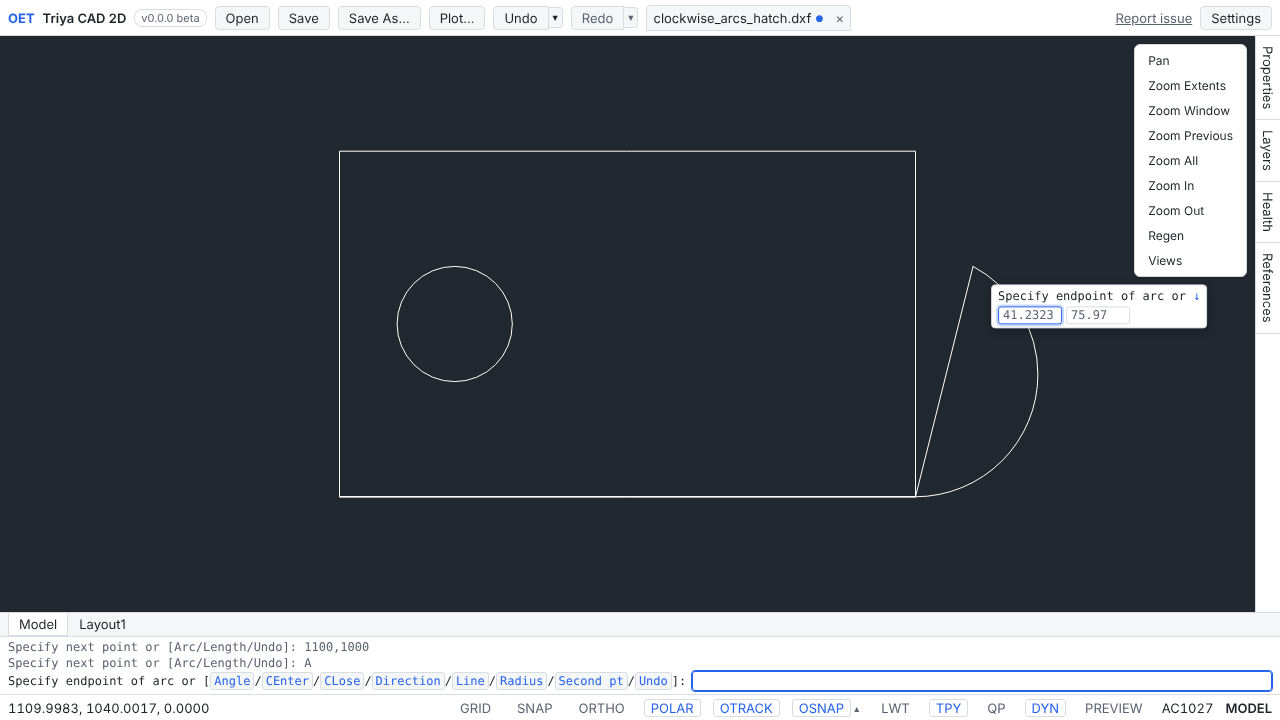 OET Triya CAD 2D v0.0.0 beta Open Save Save As... Plot... Undo ▾ Redo ▾ clockwise_arcs_hatch.dxf ● × Report issue Settings
Pan
Zoom Extents
Zoom Window
Zoom Previous
Zoom All
Zoom In
Zoom Out
Regen
Views
Properties
Layers
Health
References
Specify endpoint of arc or ↓
41.2323 75.97
Model Layout1
Specify next point or [Arc/Length/Undo]: 1100,1000
Specify next point or [Arc/Length/Undo]: A
Specify endpoint of arc or [Angle/CEnter/CLose/Direction/Line/Radius/Second pt/Undo]:
1109.9983, 1040.0017, 0.0000 GRID SNAP ORTHO POLAR OTRACK OSNAP ▴ LWT TPY QP DYN PREVIEW AC1027 MODEL